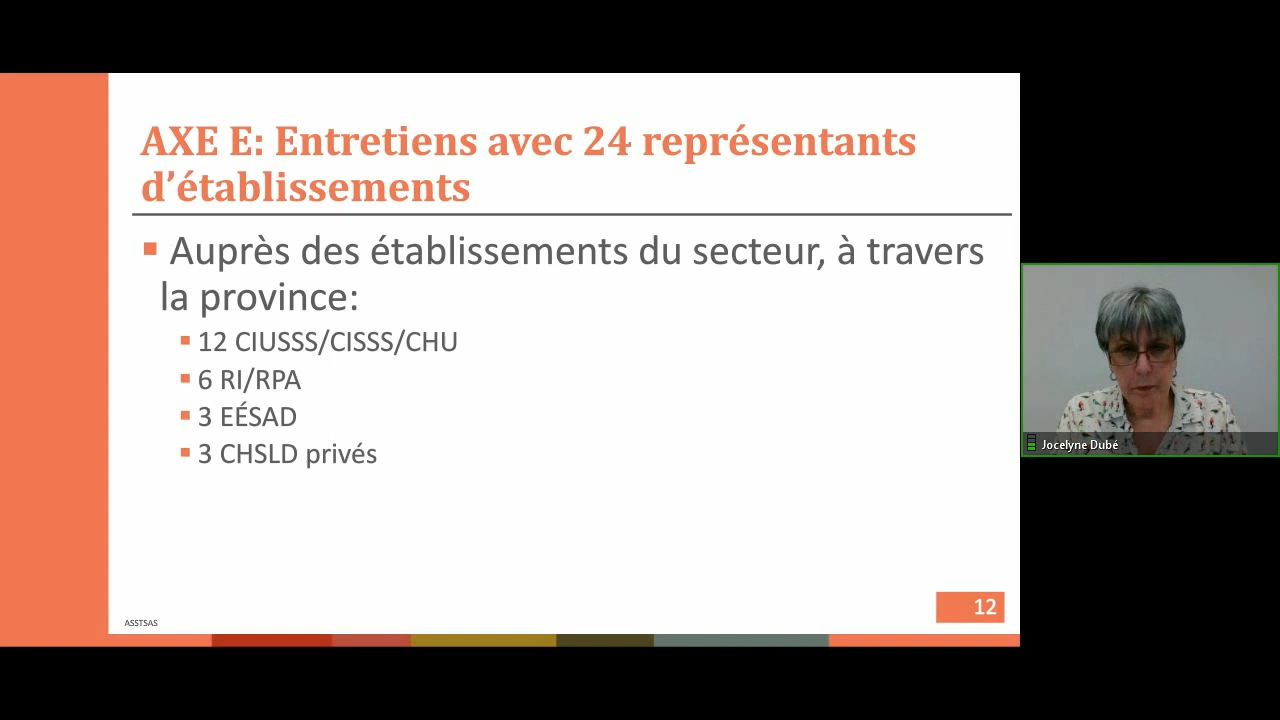 AXE E: Entretiens avec 24 représentants
d’établissements
Auprès des établissements du secteur, à travers
la province:
12 CIUSSS/CISSS/CHU
6 RI/RPA
3 EÉSAD
3 CHSLD privés
Jocelyne Dubé
12
ASSTSAS